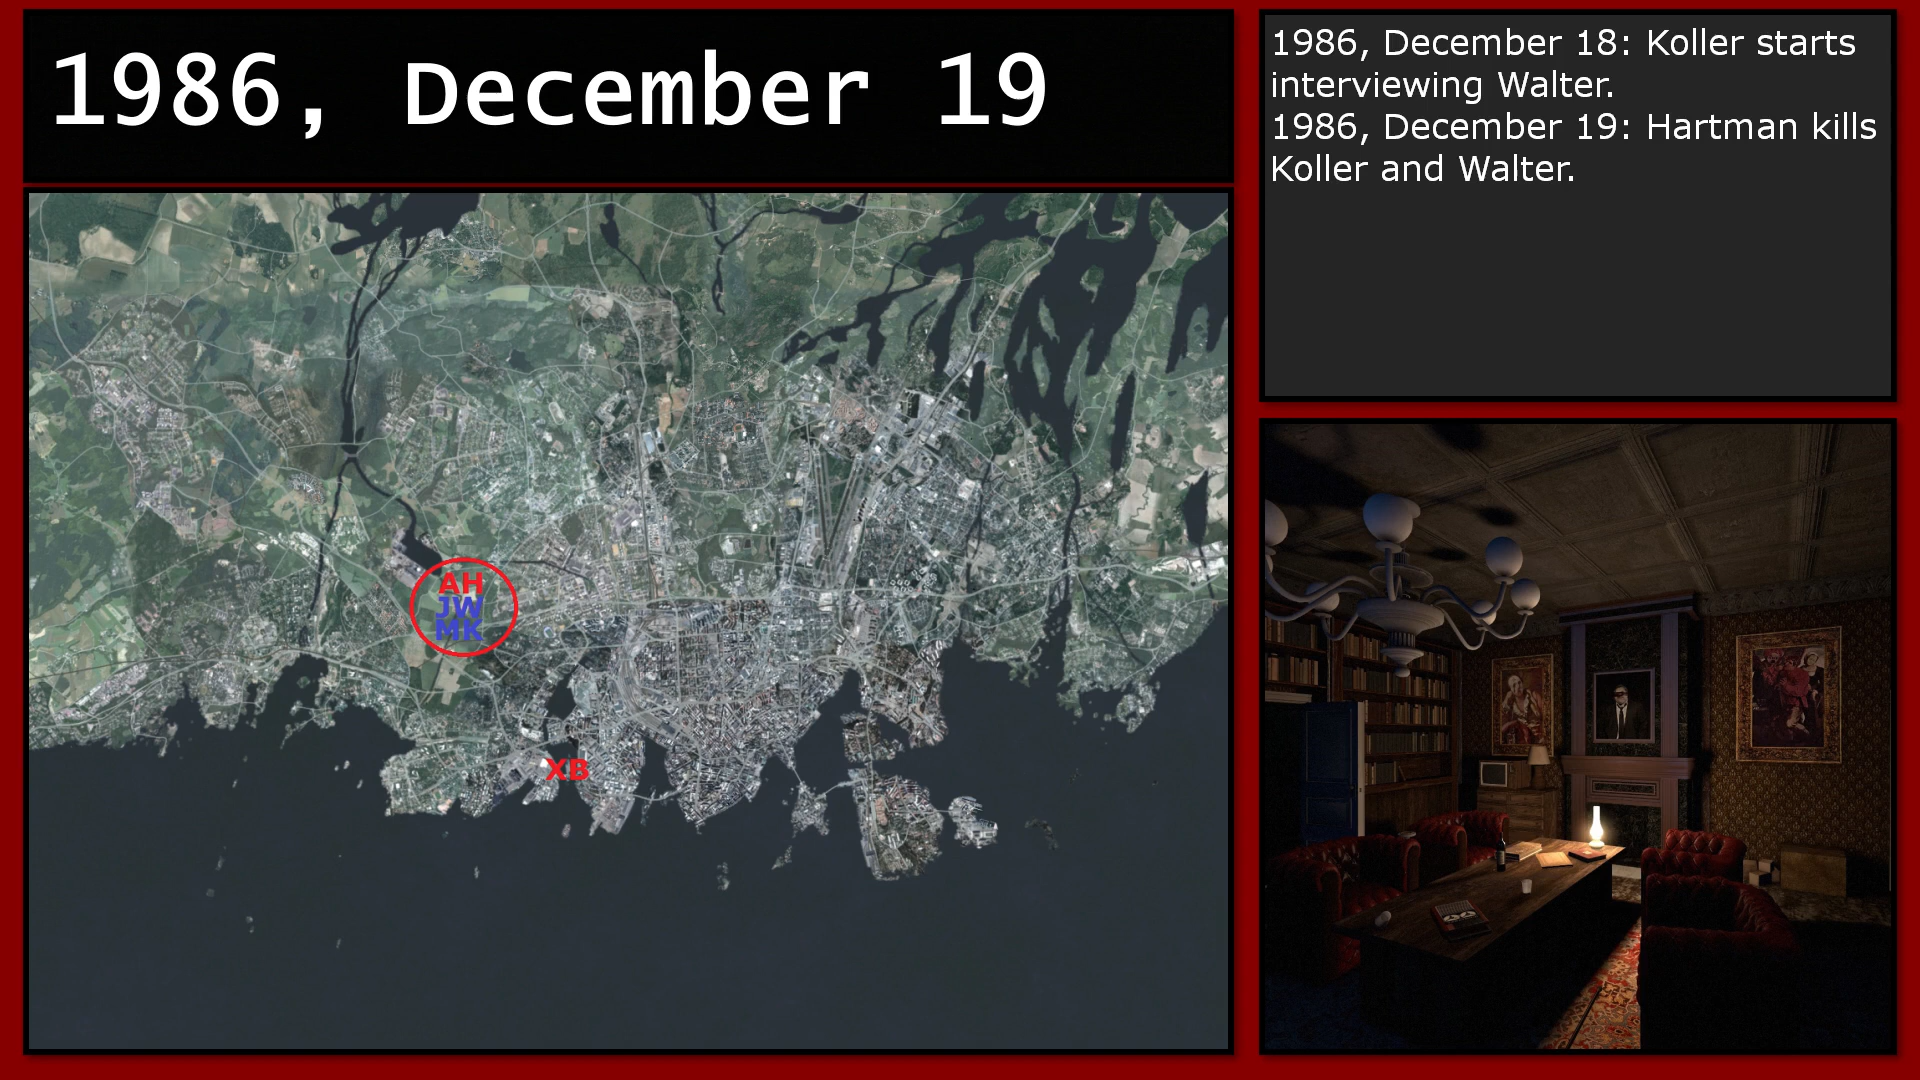 1986, December 19
1986, December 18: Koller starts
interviewing Walter.
1986, December 19: Hartman kills
Koller and Walter.
AH
JW
MK
XB